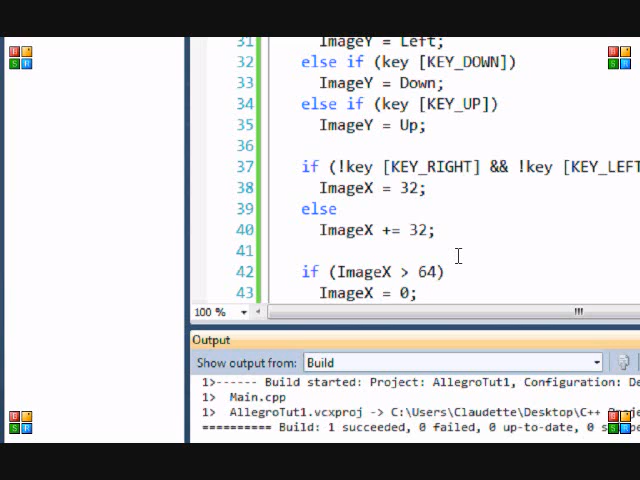 31 ImageY = Left;
32 else if (key [KEY_DOWN])
33 ImageY = Down;
34 else if (key [KEY_UP])
35 ImageY = Up;
36
37 if (!key [KEY_RIGHT] && !key [KEY_LEFT
38 ImageX = 32;
39 else
40 ImageX += 32;
41
42 if (ImageX > 64)
43 ImageX = 0;
100 %
Output
Show output from: Build
1>------ Build started: Project: AllegroTut1, Configuration: De
1> Main.cpp
1> AllegroTut1.vcxproj -> C:\Users\Claudette\Desktop\C++
========== Build: 1 succeeded, 0 failed, 0 up-to-date, 0